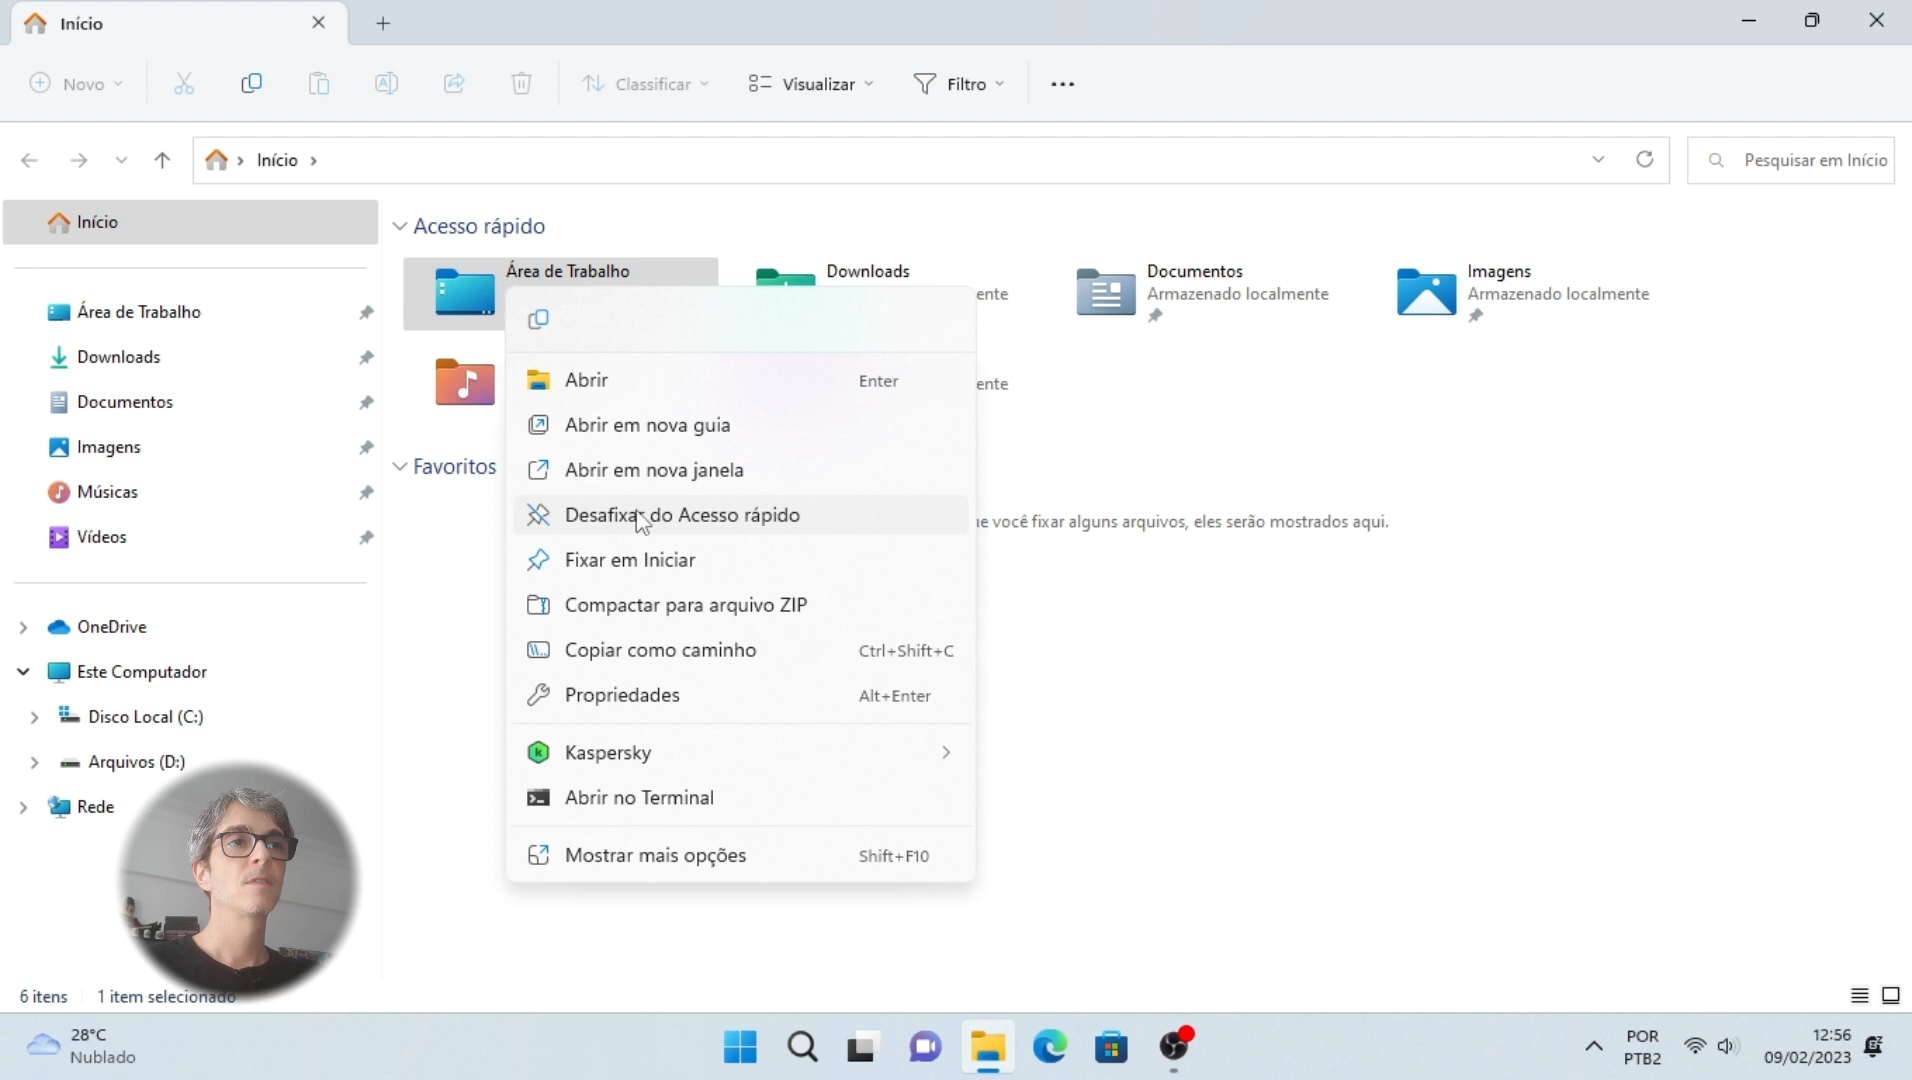 Início
Novo
Classificar
Visualizar
Filtro
Início
Pesquisar em Início
Início
Área de Trabalho
Downloads
Documentos
Imagens
Músicas
Vídeos
OneDrive
Este Computador
Disco Local (C:)
Arquivos (D:)
Rede
Acesso rápido
Área de Trabalho
Downloads
ente
Documentos
Armazenado localmente
Imagens
Armazenado localmente
ente
Favoritos
ue você fixar alguns arquivos, eles serão mostrados aqui.
Abrir Enter
Abrir em nova guia
Abrir em nova janela
Desafixar do Acesso rápido
Fixar em Iniciar
Compactar para arquivo ZIP
Copiar como caminho Ctrl+Shift+C
Propriedades Alt+Enter
Kaspersky
Abrir no Terminal
Mostrar mais opções Shift+F10
6 itens 1 item selecionado
28°C
Nublado
POR
PTB2
12:56
09/02/2023